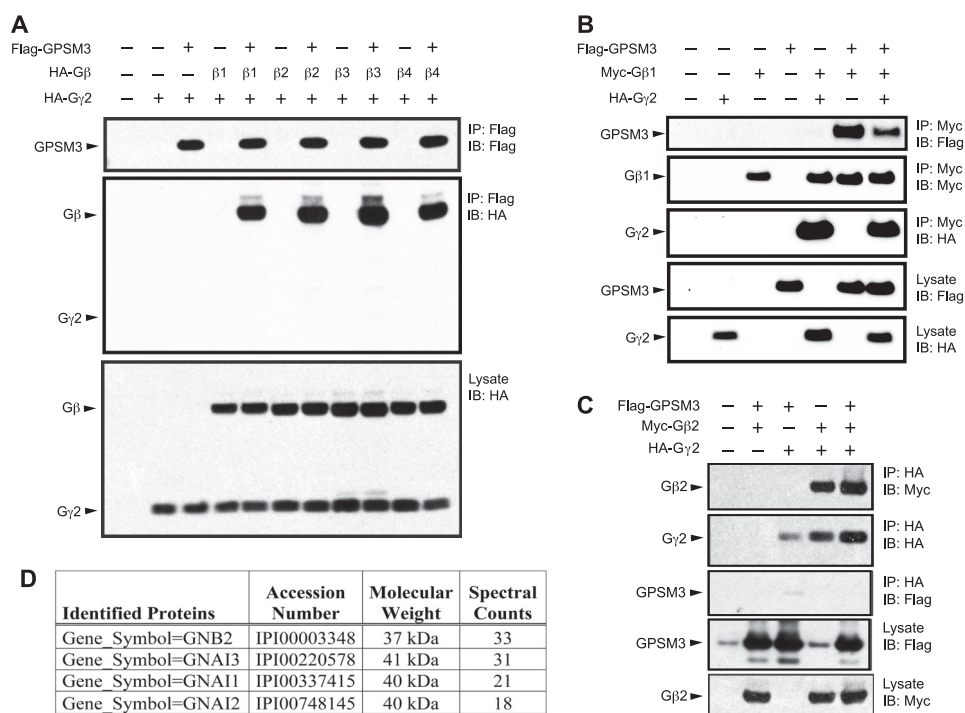 A
Flag-GPSM3 – – + – + – + – + – +
HA-Gβ – – – β1 β1 β2 β2 β3 β3 β4 β4
HA-Gγ2 – + + + + + + + + + +
GPSM3
IP: Flag
IB: Flag
Gβ
Gγ2
IP: Flag
IB: HA
Gβ
Gγ2
Lysate
IB: HA
B
Flag-GPSM3 – – – + – + +
Myc-Gβ1 – – + – + + +
HA-Gγ2 – + – – + – +
GPSM3
IP: Myc
IB: Flag
Gβ1
IP: Myc
IB: Myc
Gγ2
IP: Myc
IB: HA
GPSM3
Lysate
IB: Flag
Gγ2
Lysate
IB: HA
C
Flag-GPSM3 – + + – +
Myc-Gβ2 – + – + +
HA-Gγ2 – – + + +
Gβ2
IP: HA
IB: Myc
Gγ2
IP: HA
IB: HA
GPSM3
IP: HA
IB: Flag
GPSM3
Lysate
IB: Flag
Gβ2
Lysate
IB: Myc
D
Identified Proteins Accession Number Molecular Weight Spectral Counts
Gene_Symbol=GNB2 IPI00003348 37 kDa 33
Gene_Symbol=GNAI3 IPI00220578 41 kDa 31
Gene_Symbol=GNAI1 IPI00337415 40 kDa 21
Gene_Symbol=GNAI2 IPI00748145 40 kDa 18